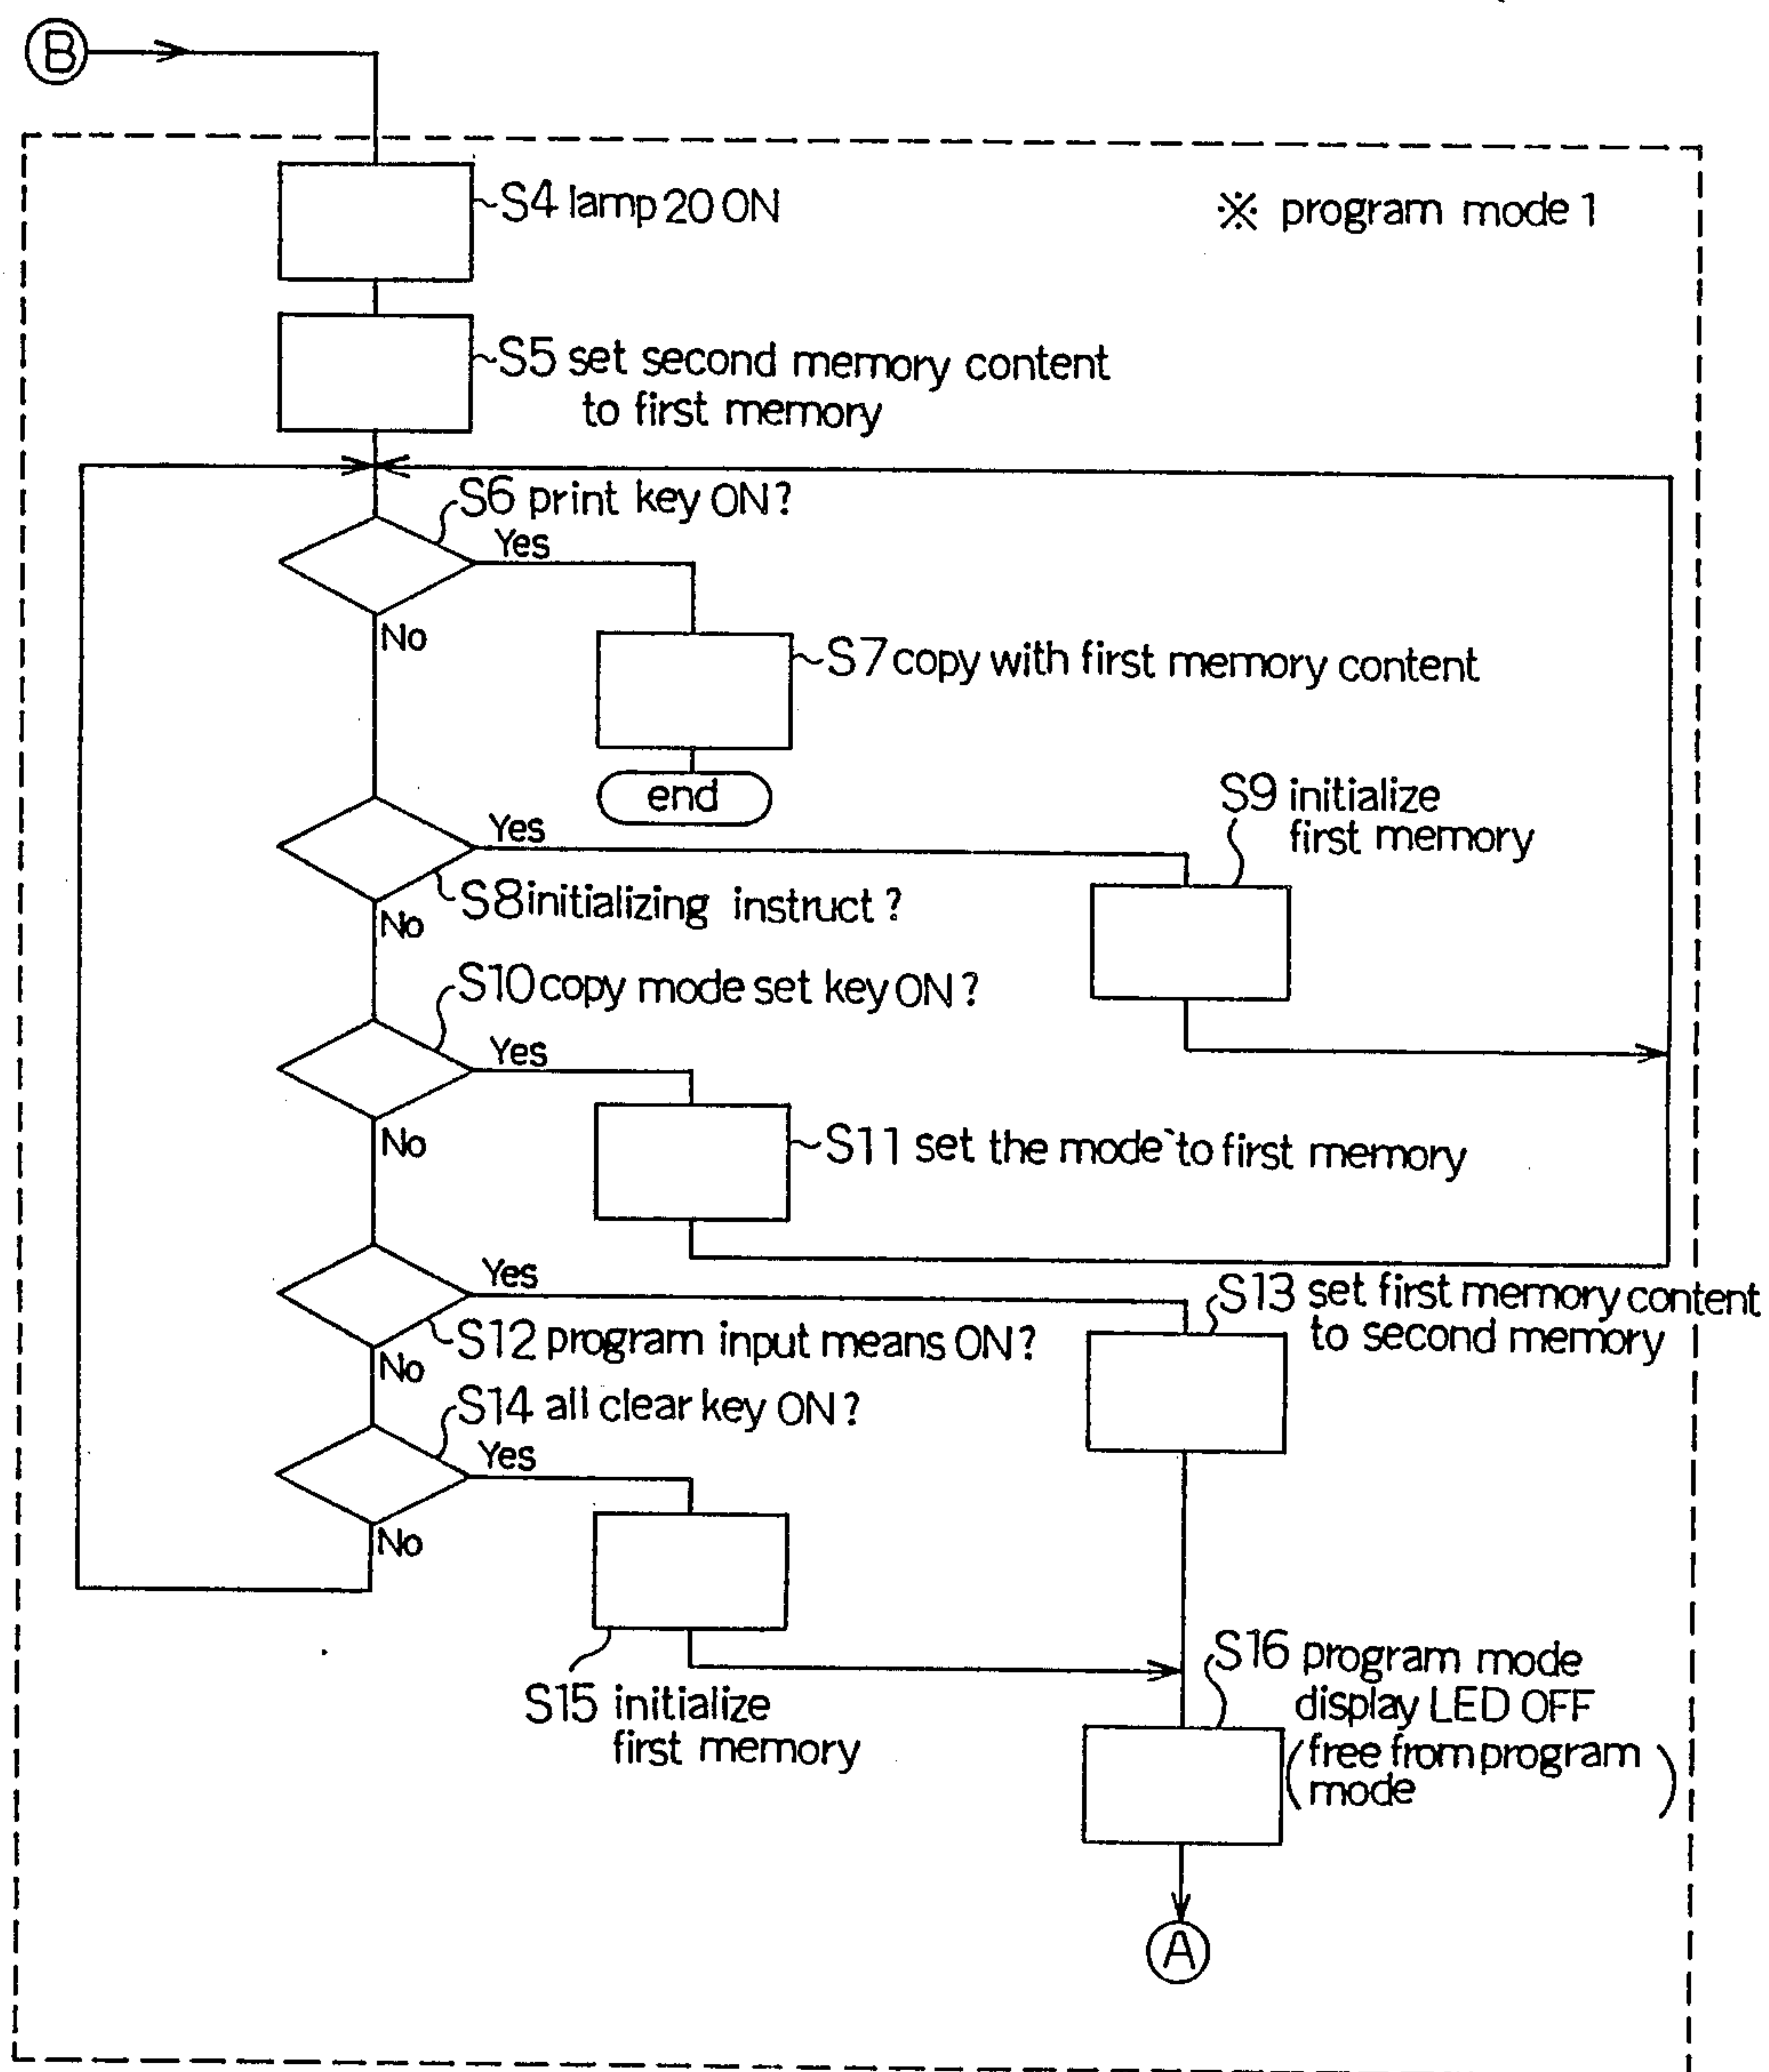 B
S4 lamp 20 ON
※ program mode 1
S5 set second memory content
to first memory
S6 print key ON?
Yes
No
S7 copy with first memory content
end
S9 initialize
first memory
Yes
S8 initializing instruct?
No
S10 copy mode set key ON?
Yes
No
S11 set the mode to first memory
Yes
S13 set first memory content
to second memory
S12 program input means ON?
No
S14 all clear key ON?
Yes
No
S15 initialize
first memory
S16 program mode
display LED OFF
(free from program
mode)
A